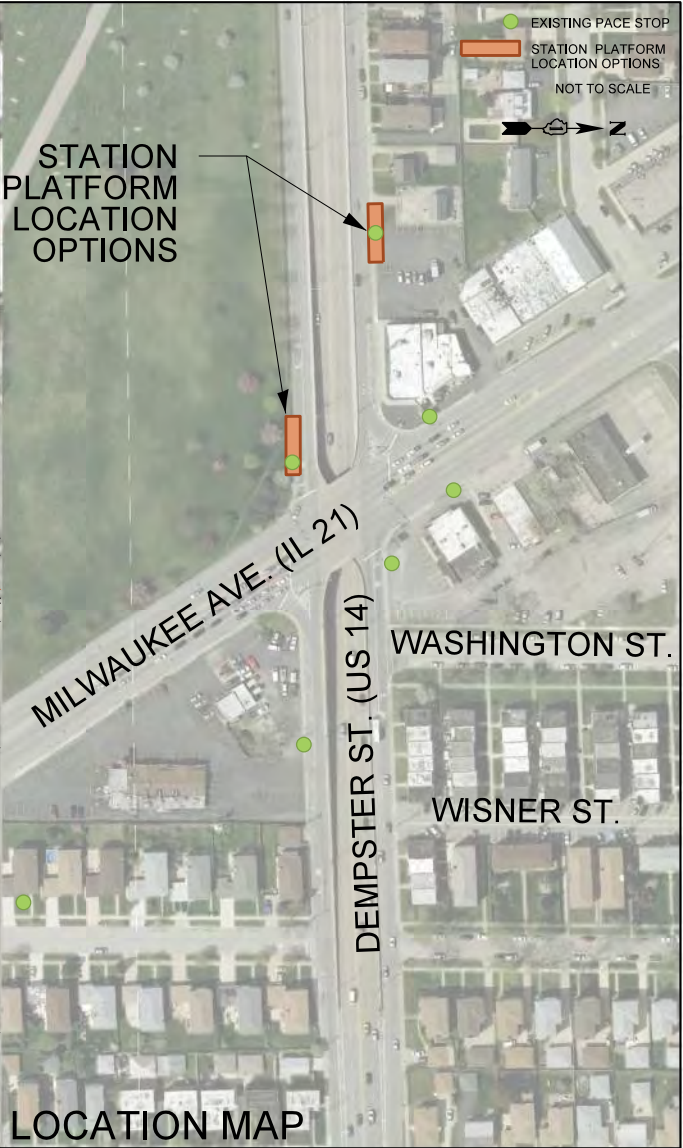 EXISTING PACE STOP
STATION PLATFORM
LOCATION OPTIONS
NOT TO SCALE
N
STATION
PLATFORM
LOCATION
OPTIONS
MILWAUKEE AVE. (IL 21)
DEMPSTER ST. (US 14)
WASHINGTON ST.
WISNER ST.
LOCATION MAP